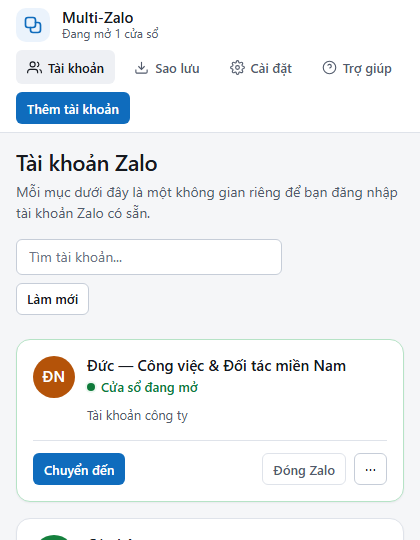 Multi-Zalo
Đang mở 1 cửa sổ
Tài khoản
Sao lưu
Cài đặt
Trợ giúp
Thêm tài khoản
Tài khoản Zalo
Mỗi mục dưới đây là một không gian riêng để bạn đăng nhập
tài khoản Zalo có sẵn.
Tìm tài khoản...
Làm mới
ĐN
Đức — Công việc & Đối tác miền Nam
Cửa sổ đang mở
Tài khoản công ty
Chuyển đến
Đóng Zalo
...